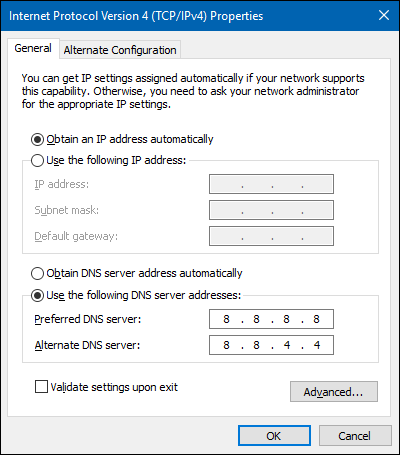 Internet Protocol Version 4 (TCP/IPv4) Properties
General
Alternate Configuration
You can get IP settings assigned automatically if your network supports
this capability. Otherwise, you need to ask your network administrator
for the appropriate IP settings.
Obtain an IP address automatically
Use the following IP address:
IP address:
. . .
Subnet mask:
. . .
Default gateway:
. . .
Obtain DNS server address automatically
Use the following DNS server addresses:
Preferred DNS server:
8 . 8 . 8 . 8
Alternate DNS server:
8 . 8 . 4 . 4
Validate settings upon exit
Advanced...
OK
Cancel